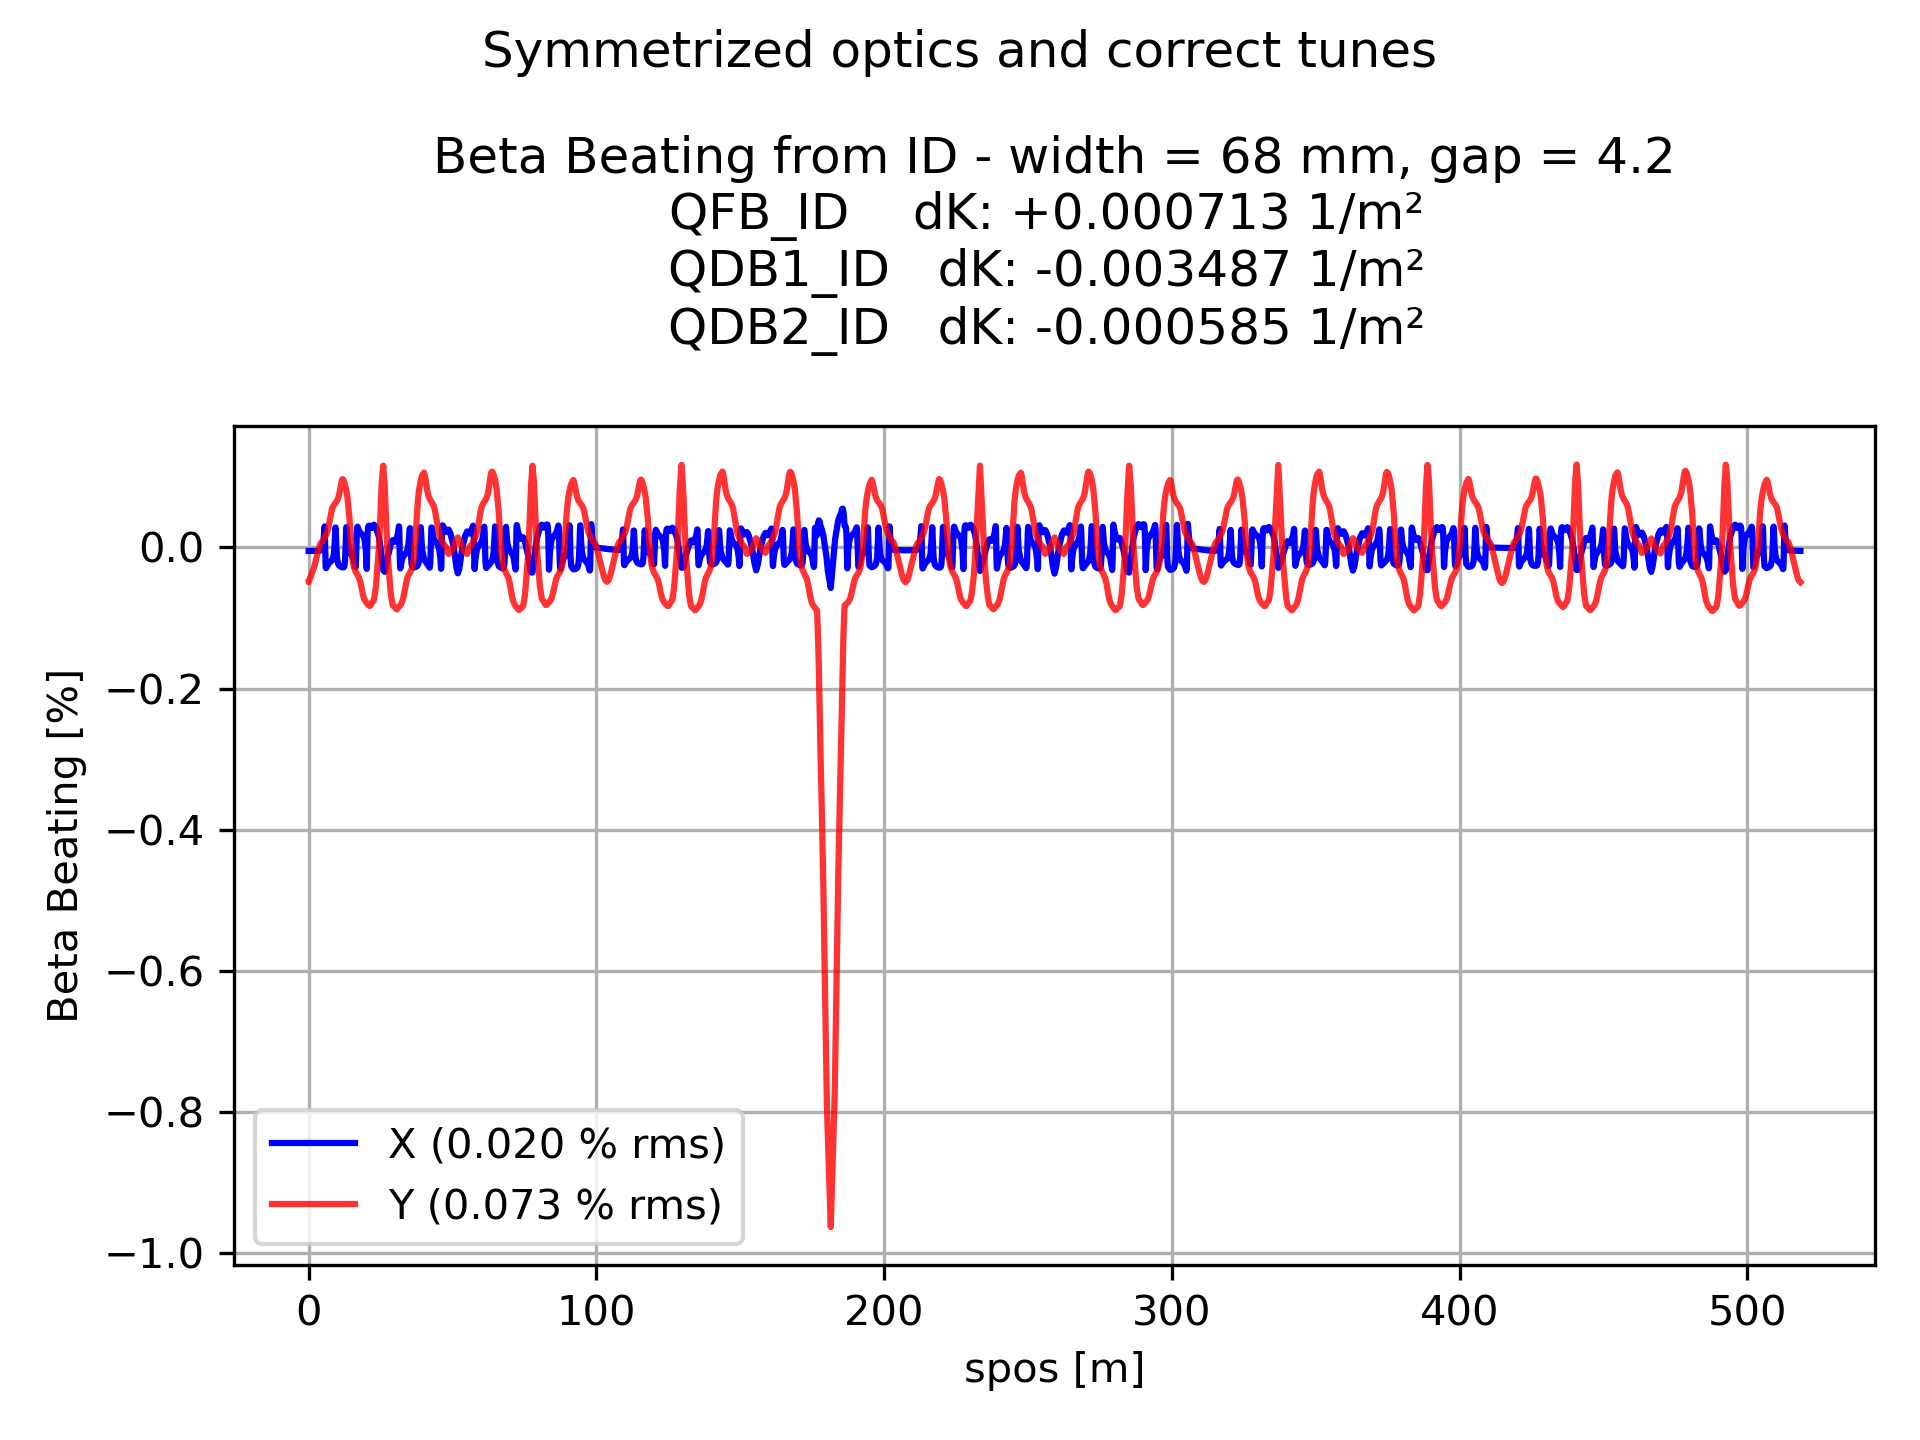 Symmetrized optics and correct tunes
Beta Beating from ID - width = 68 mm, gap = 4.2
QFB_ID    dK: +0.000713 1/m²
QDB1_ID   dK: -0.003487 1/m²
QDB2_ID   dK: -0.000585 1/m²
Beta Beating [%]
0.0
−0.2
−0.4
−0.6
−0.8
−1.0
X (0.020 % rms)
Y (0.073 % rms)
0 100 200 300 400 500
spos [m]